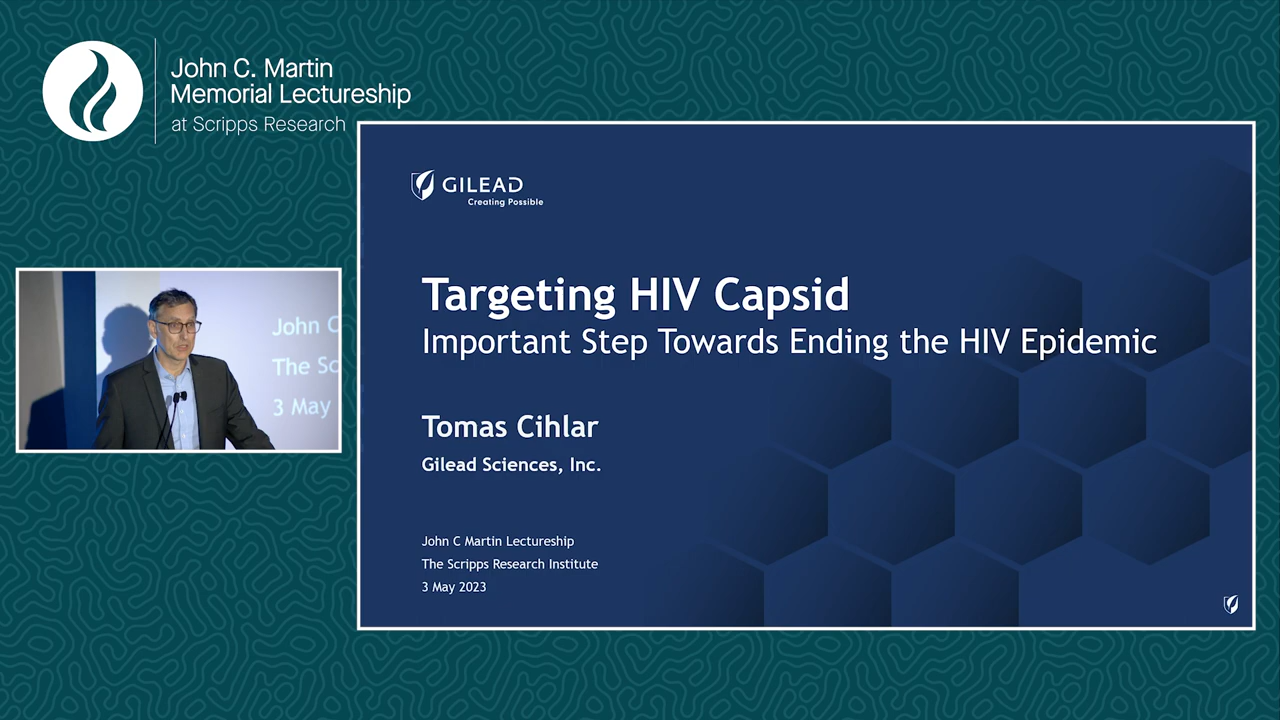 John C. Martin
Memorial Lectureship
at Scripps Research
GILEAD
Creating Possible
Targeting HIV Capsid
Important Step Towards Ending the HIV Epidemic
Tomas Cihlar
Gilead Sciences, Inc.
John C Martin Lectureship
The Scripps Research Institute
3 May 2023
John C
The Sc
3 May